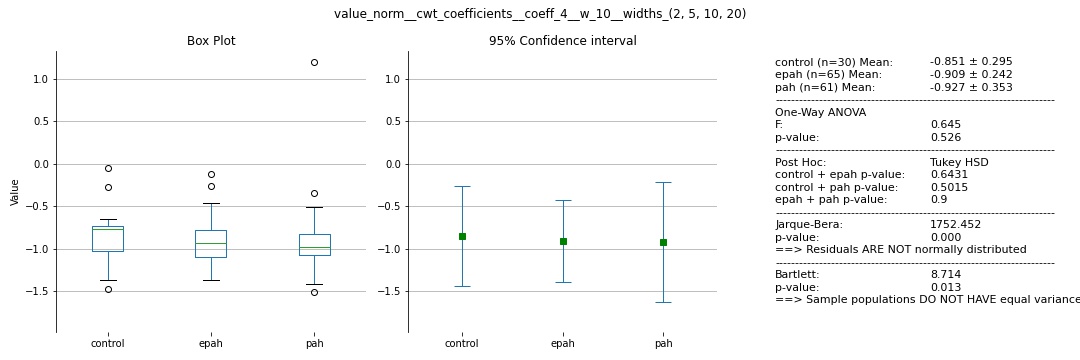 value_norm__cwt_coefficients__coeff_4__w_10__widths_(2, 5, 10, 20)
Box Plot
Value
1.0
0.5
0.0
−0.5
−1.0
−1.5
control epah pah
95% Confidence interval
1.0
0.5
0.0
−0.5
−1.0
−1.5
control epah pah
control (n=30) Mean: -0.851 ± 0.295
epah (n=65) Mean: -0.909 ± 0.242
pah (n=61) Mean: -0.927 ± 0.353
One-Way ANOVA
F: 0.645
p-value: 0.526
Post Hoc: Tukey HSD
control + epah p-value: 0.6431
control + pah p-value: 0.5015
epah + pah p-value: 0.9
Jarque-Bera: 1752.452
p-value: 0.000
==> Residuals ARE NOT normally distributed
Bartlett: 8.714
p-value: 0.013
==> Sample populations DO NOT HAVE equal variance